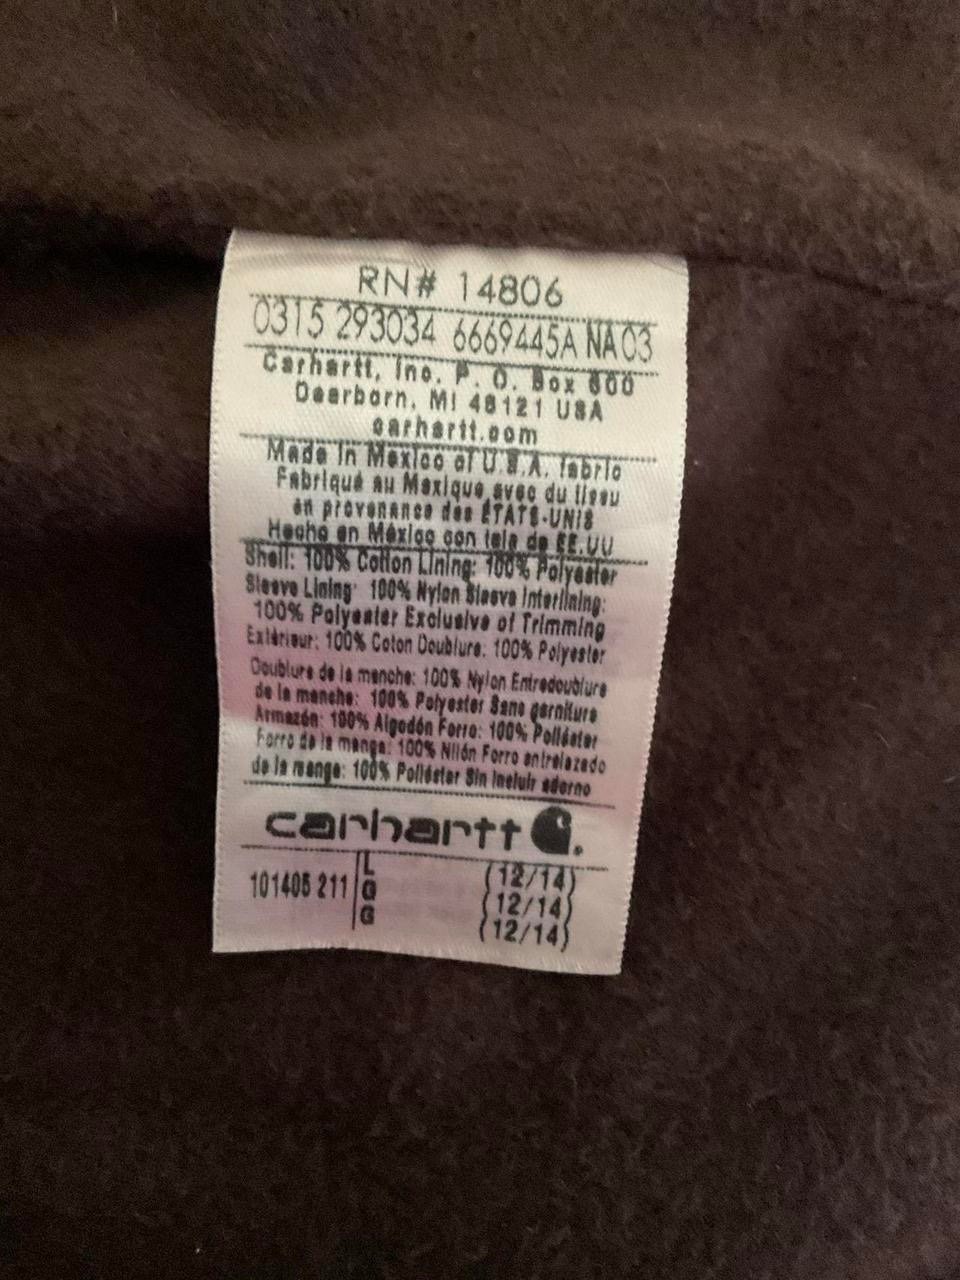 RN# 14806
0315 293034 6669445A NA 03
Carhartt, Inc. P. O. Box 600
Dearborn, MI 48121 USA
carhartt.com
Made in Mexico of U.S.A. fabric
Fabriqué au Mexique avec du tissu
en provenance des ÉTATS-UNIS
Hecho en México con tela de EE.UU
Shell: 100% Cotton Lining: 100% Polyester
Sleeve Lining: 100% Nylon Sleeve Interlining:
100% Polyester Exclusive of Trimming
Extérieur: 100% Coton Doublure: 100% Polyester
Doublure de la manche: 100% Nylon Entredoublure
de la manche: 100% Polyester Sans garniture
Armazón: 100% Algodón Forro: 100% Poliéster
Forro de la manga: 100% Nilón Forro entrelazado
de la manga: 100% Poliéster Sin incluir adorno
carhartt
101405 211 L (12/14)
G (12/14)
G (12/14)